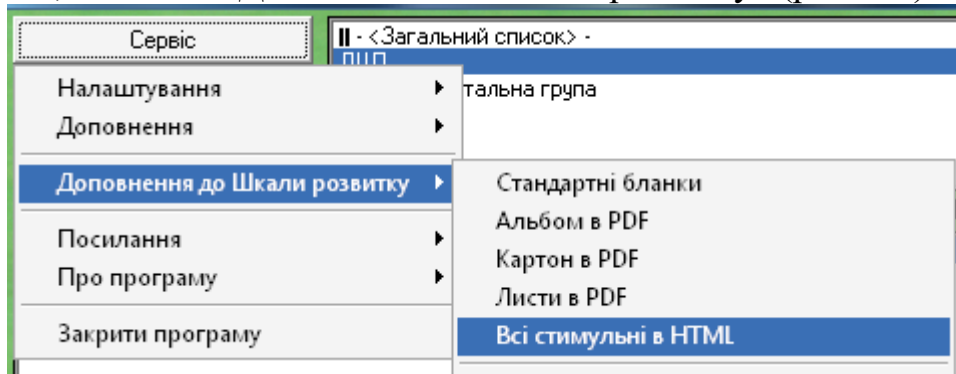 Сервіс
|| - <Загальний список> -
тальна група
Налаштування
Доповнення
Доповнення до Шкали розвитку
Посилання
Про програму
Закрити програму
Стандартні бланки
Альбом в PDF
Картон в PDF
Листи в PDF
Всі стимульні в HTML